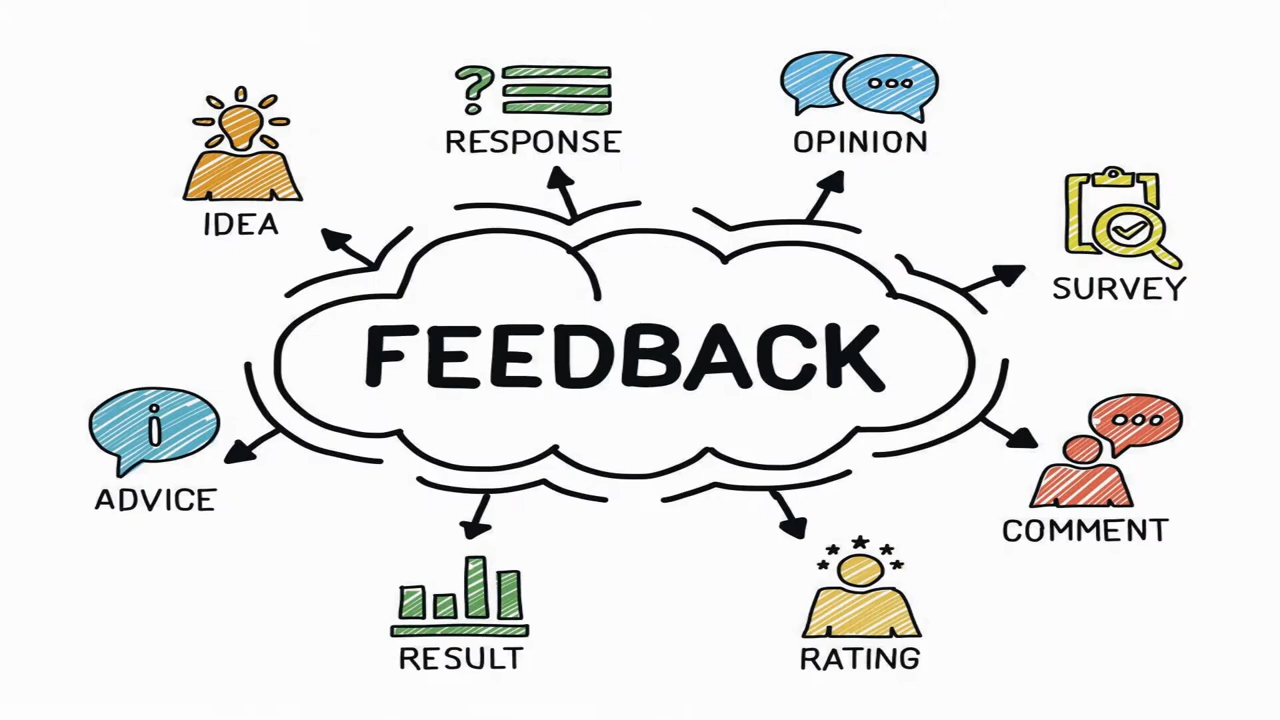 RESPONSE
OPINION
IDEA
SURVEY
FEEDBACK
ADVICE
COMMENT
RESULT
RATING